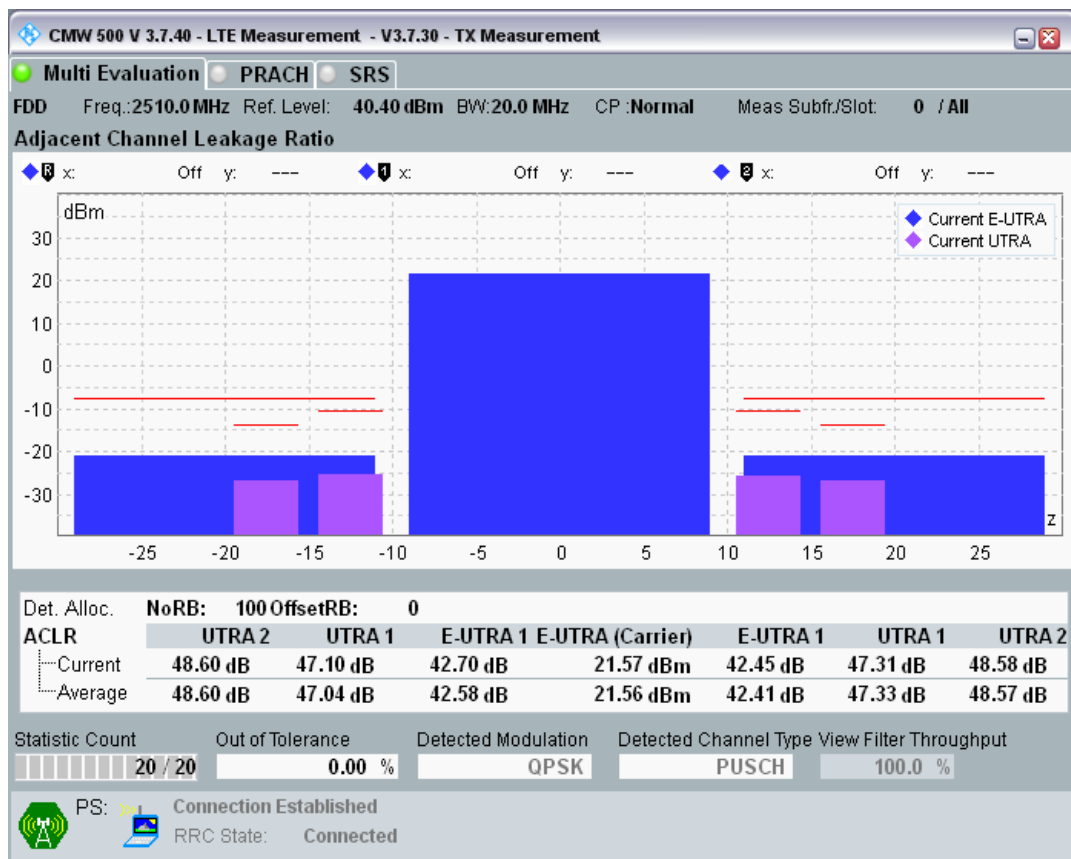 CMW 500 V 3.7.40 - LTE Measurement - V3.7.30 - TX Measurement
Multi Evaluation PRACH SRS
FDD Freq.:2510.0 MHz Ref. Level: 40.40 dBm BW:20.0 MHz CP :Normal Meas Subfr./Slot: 0 / All
Adjacent Channel Leakage Ratio
R x: Off y: --- 1 x: Off y: --- 2 x: Off y: ---
dBm
Current E-UTRA
Current UTRA
30
20
10
0
-10
-20
-30
z
-25 -20 -15 -10 -5 0 5 10 15 20 25
Det. Alloc. NoRB: 100 OffsetRB: 0
ACLR UTRA 2 UTRA 1 E-UTRA 1 E-UTRA (Carrier) E-UTRA 1 UTRA 1 UTRA 2
Current 48.60 dB 47.10 dB 42.70 dB 21.57 dBm 42.45 dB 47.31 dB 48.58 dB
Average 48.60 dB 47.04 dB 42.58 dB 21.56 dBm 42.41 dB 47.33 dB 48.57 dB
Statistic Count Out of Tolerance Detected Modulation Detected Channel Type View Filter Throughput
20 / 20 0.00 % QPSK PUSCH 100.0 %
PS: Connection Established
RRC State: Connected